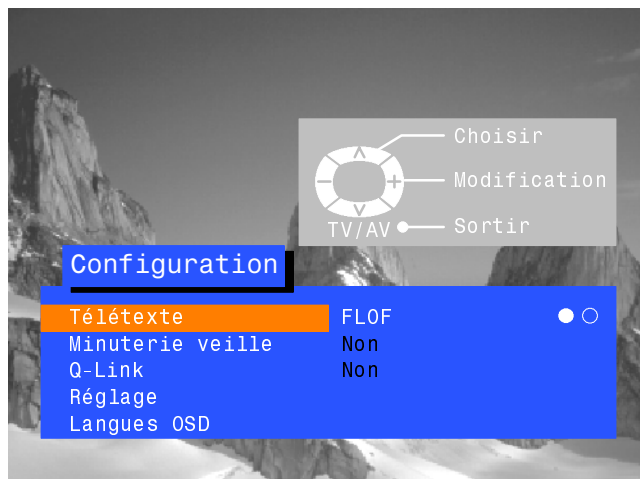 Choisir
Modification
TV/AV Sortir
Configuration
Télétexte FLOF
Minuterie veille Non
Q-Link Non
Réglage
Langues OSD